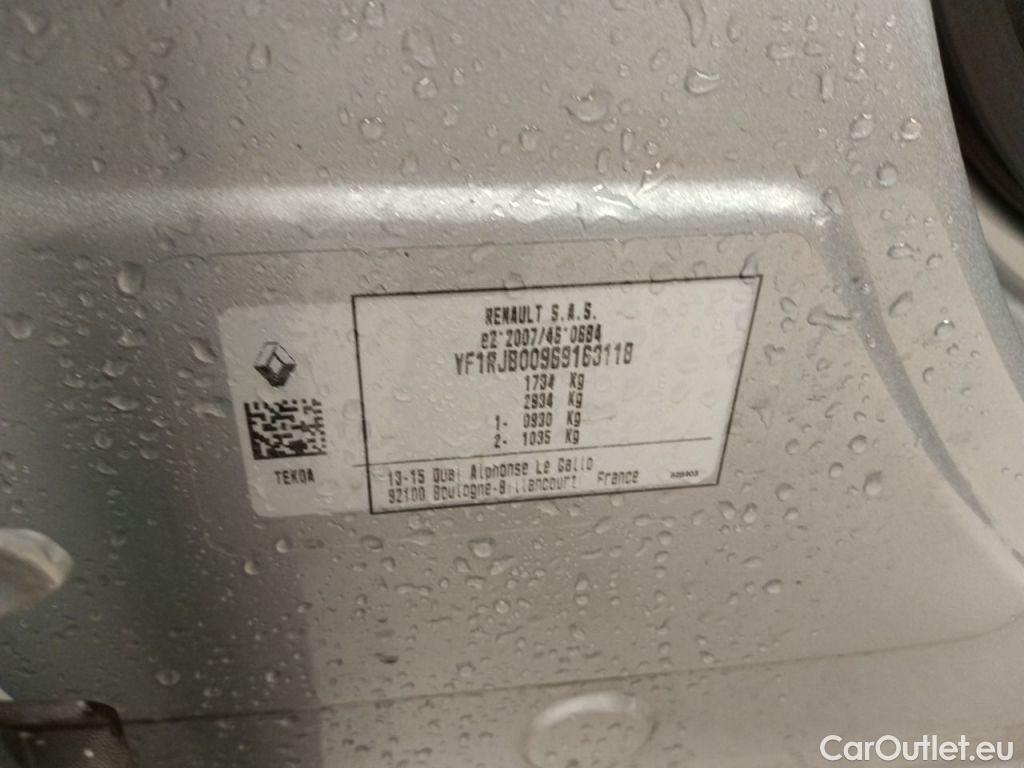 RENAULT S.A.S.
e2*2007/46*0684
VF1RJB00969163118
1734 Kg
2934 Kg
1- 0930 Kg
2- 1035 Kg
TEKOA
13-15 Quai Alphonse Le Gallo
92100 Boulogne-Billancourt France
CarOutlet.eu